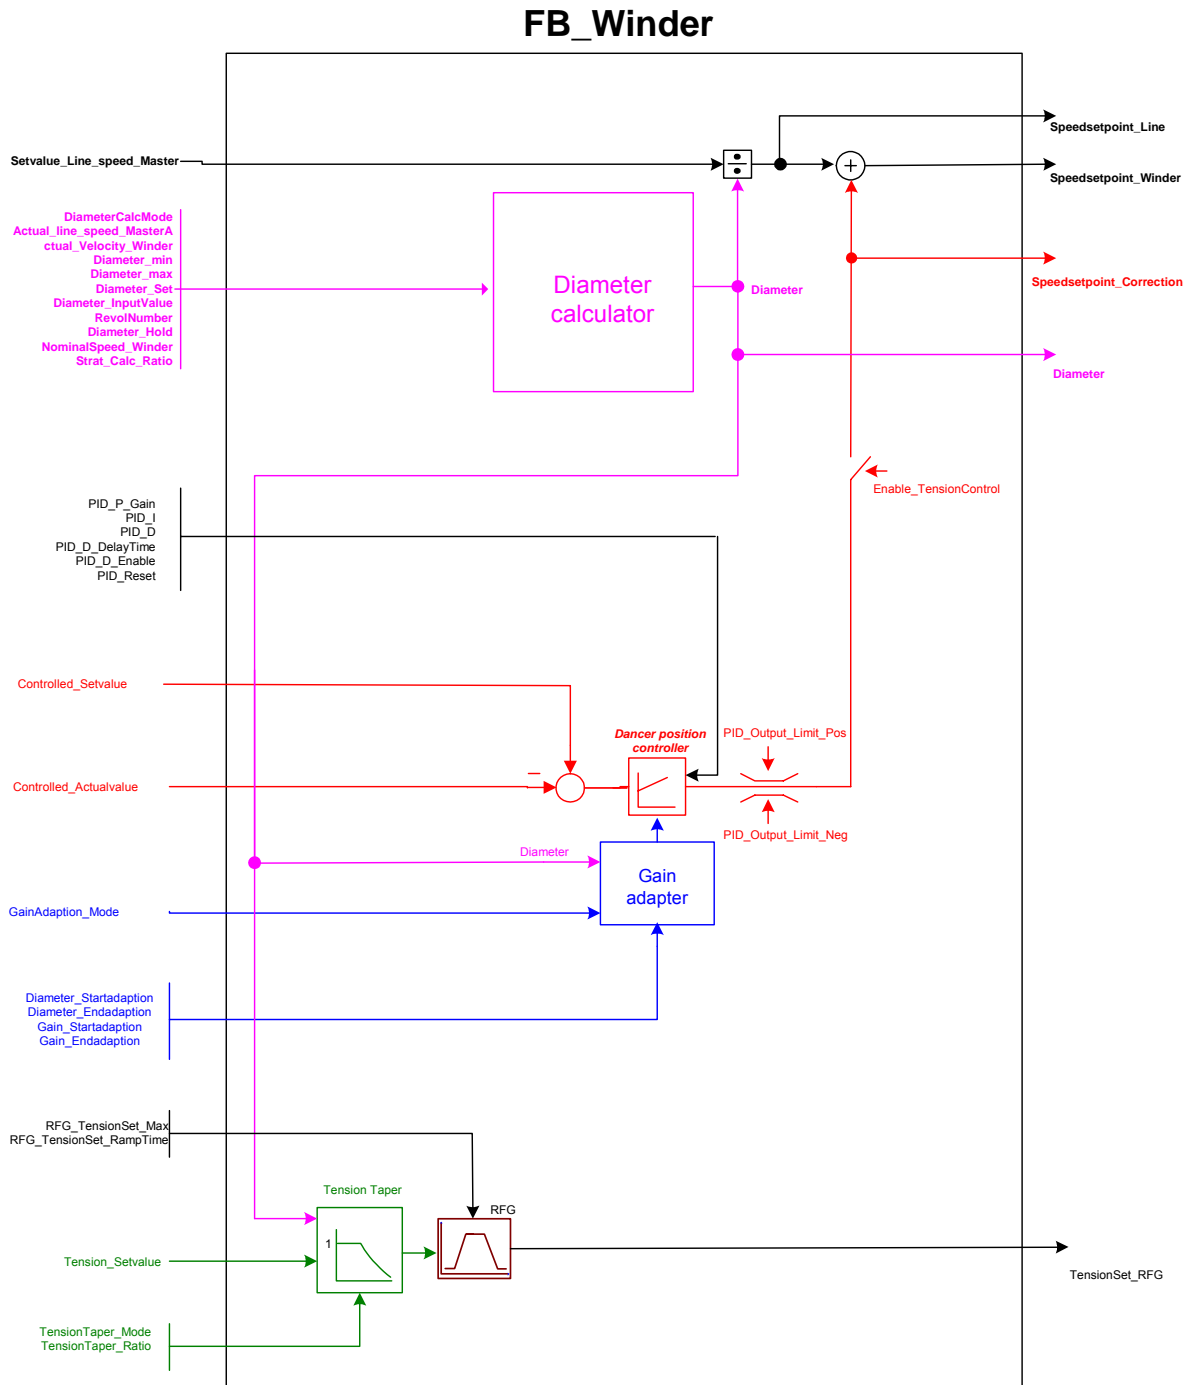 FB_Winder
Speedsetpoint_Line
Setvalue_Line_speed_Master
Speedsetpoint_Winder
DiameterCalcMode
Actual_line_speed_MasterA
ctual_Velocity_Winder
Diameter_min
Diameter_max
Diameter_Set
Diameter_InputValue
RevolNumber
Diameter_Hold
NominalSpeed_Winder
Strat_Calc_Ratio
Diameter
calculator
Diameter
Speedsetpoint_Correction
Diameter
Enable_TensionControl
PID_P_Gain
PID_I
PID_D
PID_D_DelayTime
PID_D_Enable
PID_Reset
Controlled_Setvalue
Dancer position
controller
PID_Output_Limit_Pos
Controlled_Actualvalue
PID_Output_Limit_Neg
Diameter
Gain
adapter
GainAdaption_Mode
Diameter_Startadaption
Diameter_Endadaption
Gain_Startadaption
Gain_Endadaption
RFG_TensionSet_Max
RFG_TensionSet_RampTime
Tension Taper
RFG
1
Tension_Setvalue
TensionSet_RFG
TensionTaper_Mode
TensionTaper_Ratio